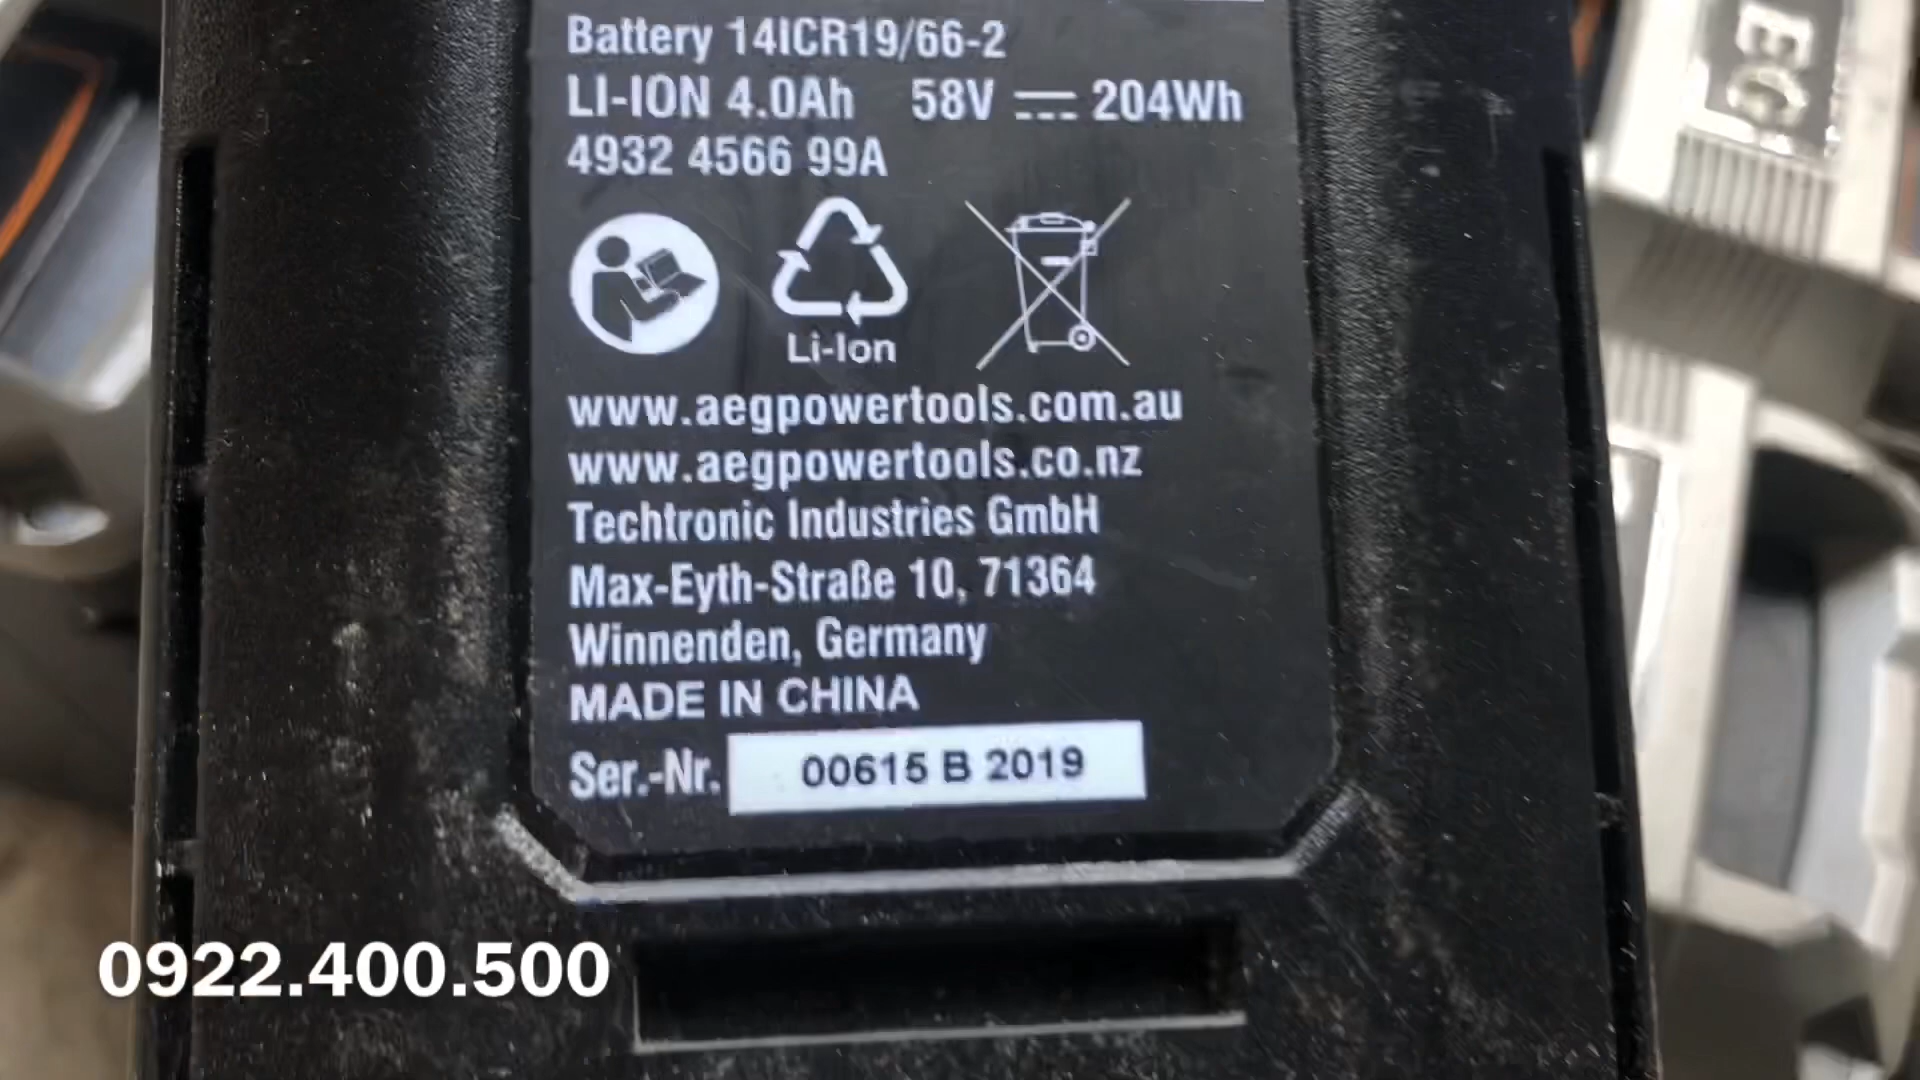 Battery 14ICR19/66-2
LI-ION 4.0Ah 58V ⎓ 204Wh
4932 4566 99A
Li-Ion
www.aegpowertools.com.au
www.aegpowertools.co.nz
Techtronic Industries GmbH
Max-Eyth-Straße 10, 71364
Winnenden, Germany
MADE IN CHINA
Ser.-Nr. 00615 B 2019
0922.400.500